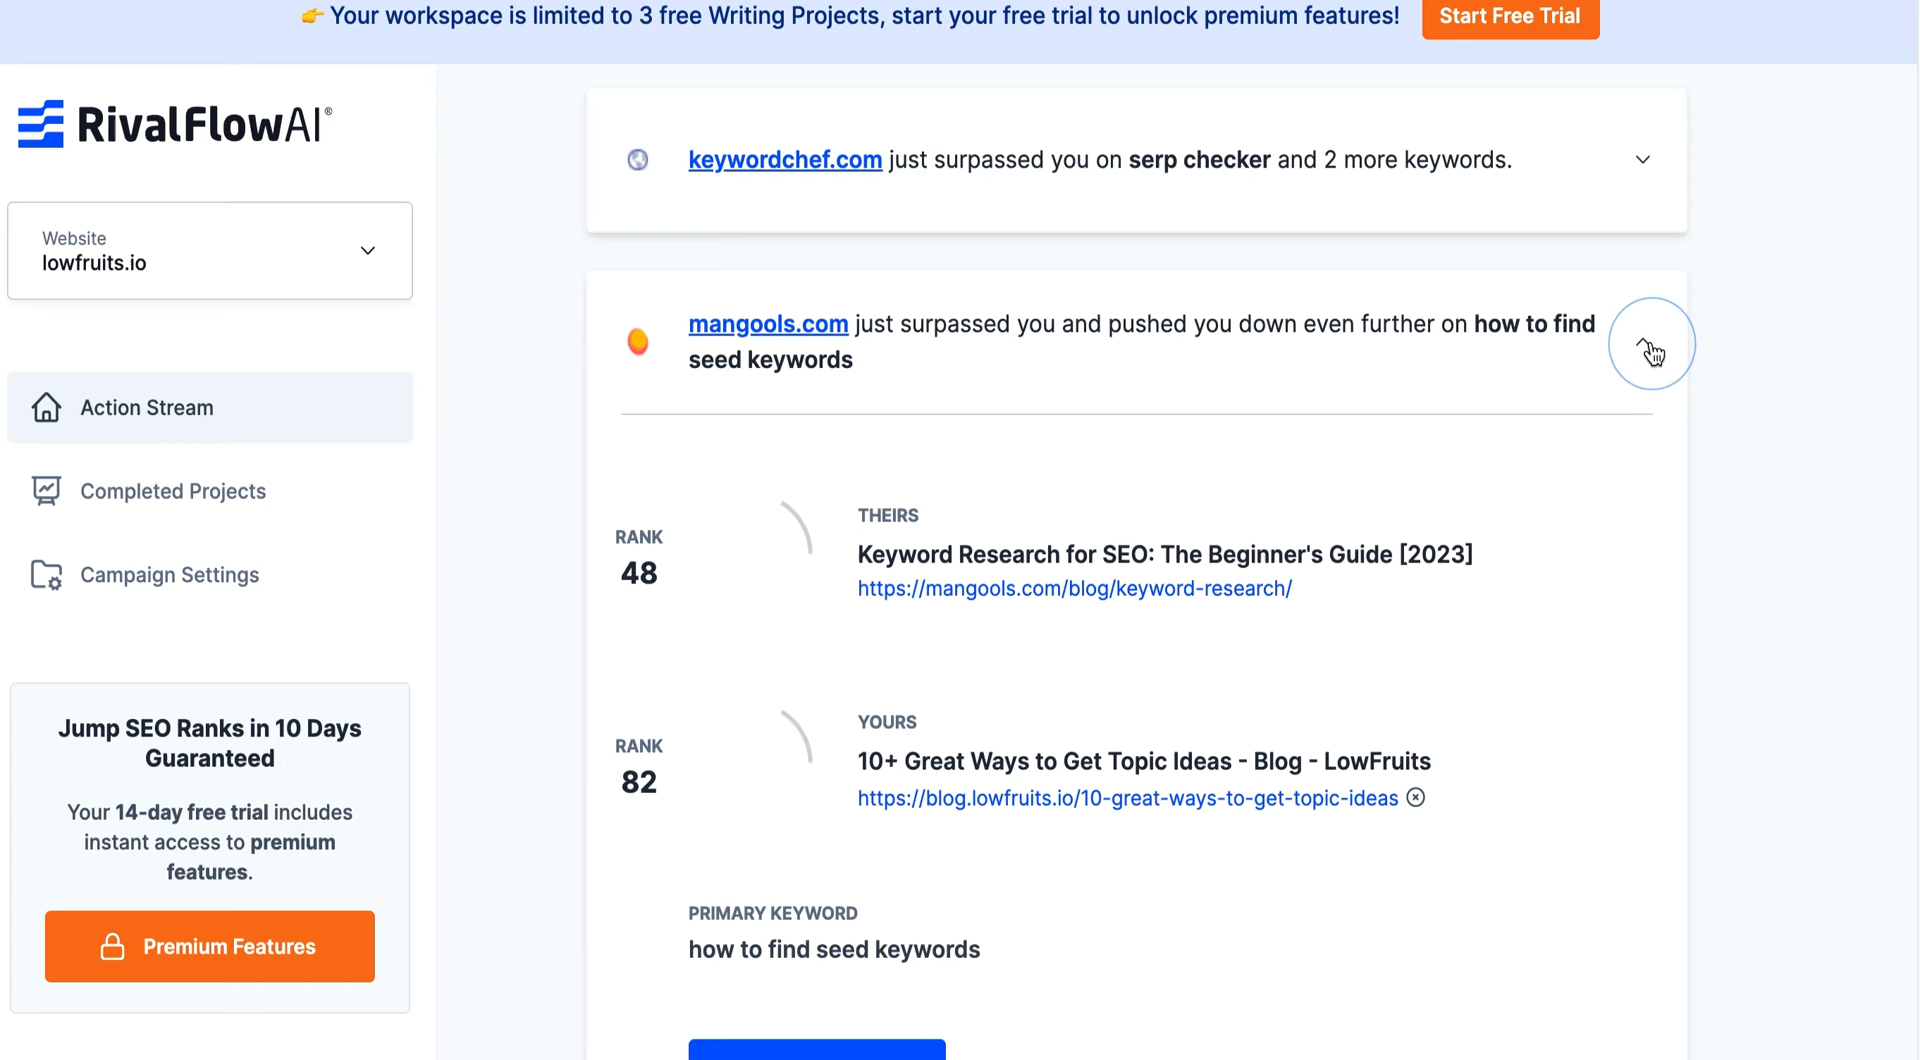 👉 Your workspace is limited to 3 free Writing Projects, start your free trial to unlock premium features!
Start Free Trial
RivalFlowAI®
Website
lowfruits.io
Action Stream
Completed Projects
Campaign Settings
Jump SEO Ranks in 10 Days
Guaranteed
Your 14-day free trial includes
instant access to premium
features.
Premium Features
keywordchef.com just surpassed you on serp checker and 2 more keywords.
mangools.com just surpassed you and pushed you down even further on how to find
seed keywords
RANK
48
THEIRS
Keyword Research for SEO: The Beginner's Guide [2023]
https://mangools.com/blog/keyword-research/
RANK
82
YOURS
10+ Great Ways to Get Topic Ideas - Blog - LowFruits
https://blog.lowfruits.io/10-great-ways-to-get-topic-ideas
PRIMARY KEYWORD
how to find seed keywords